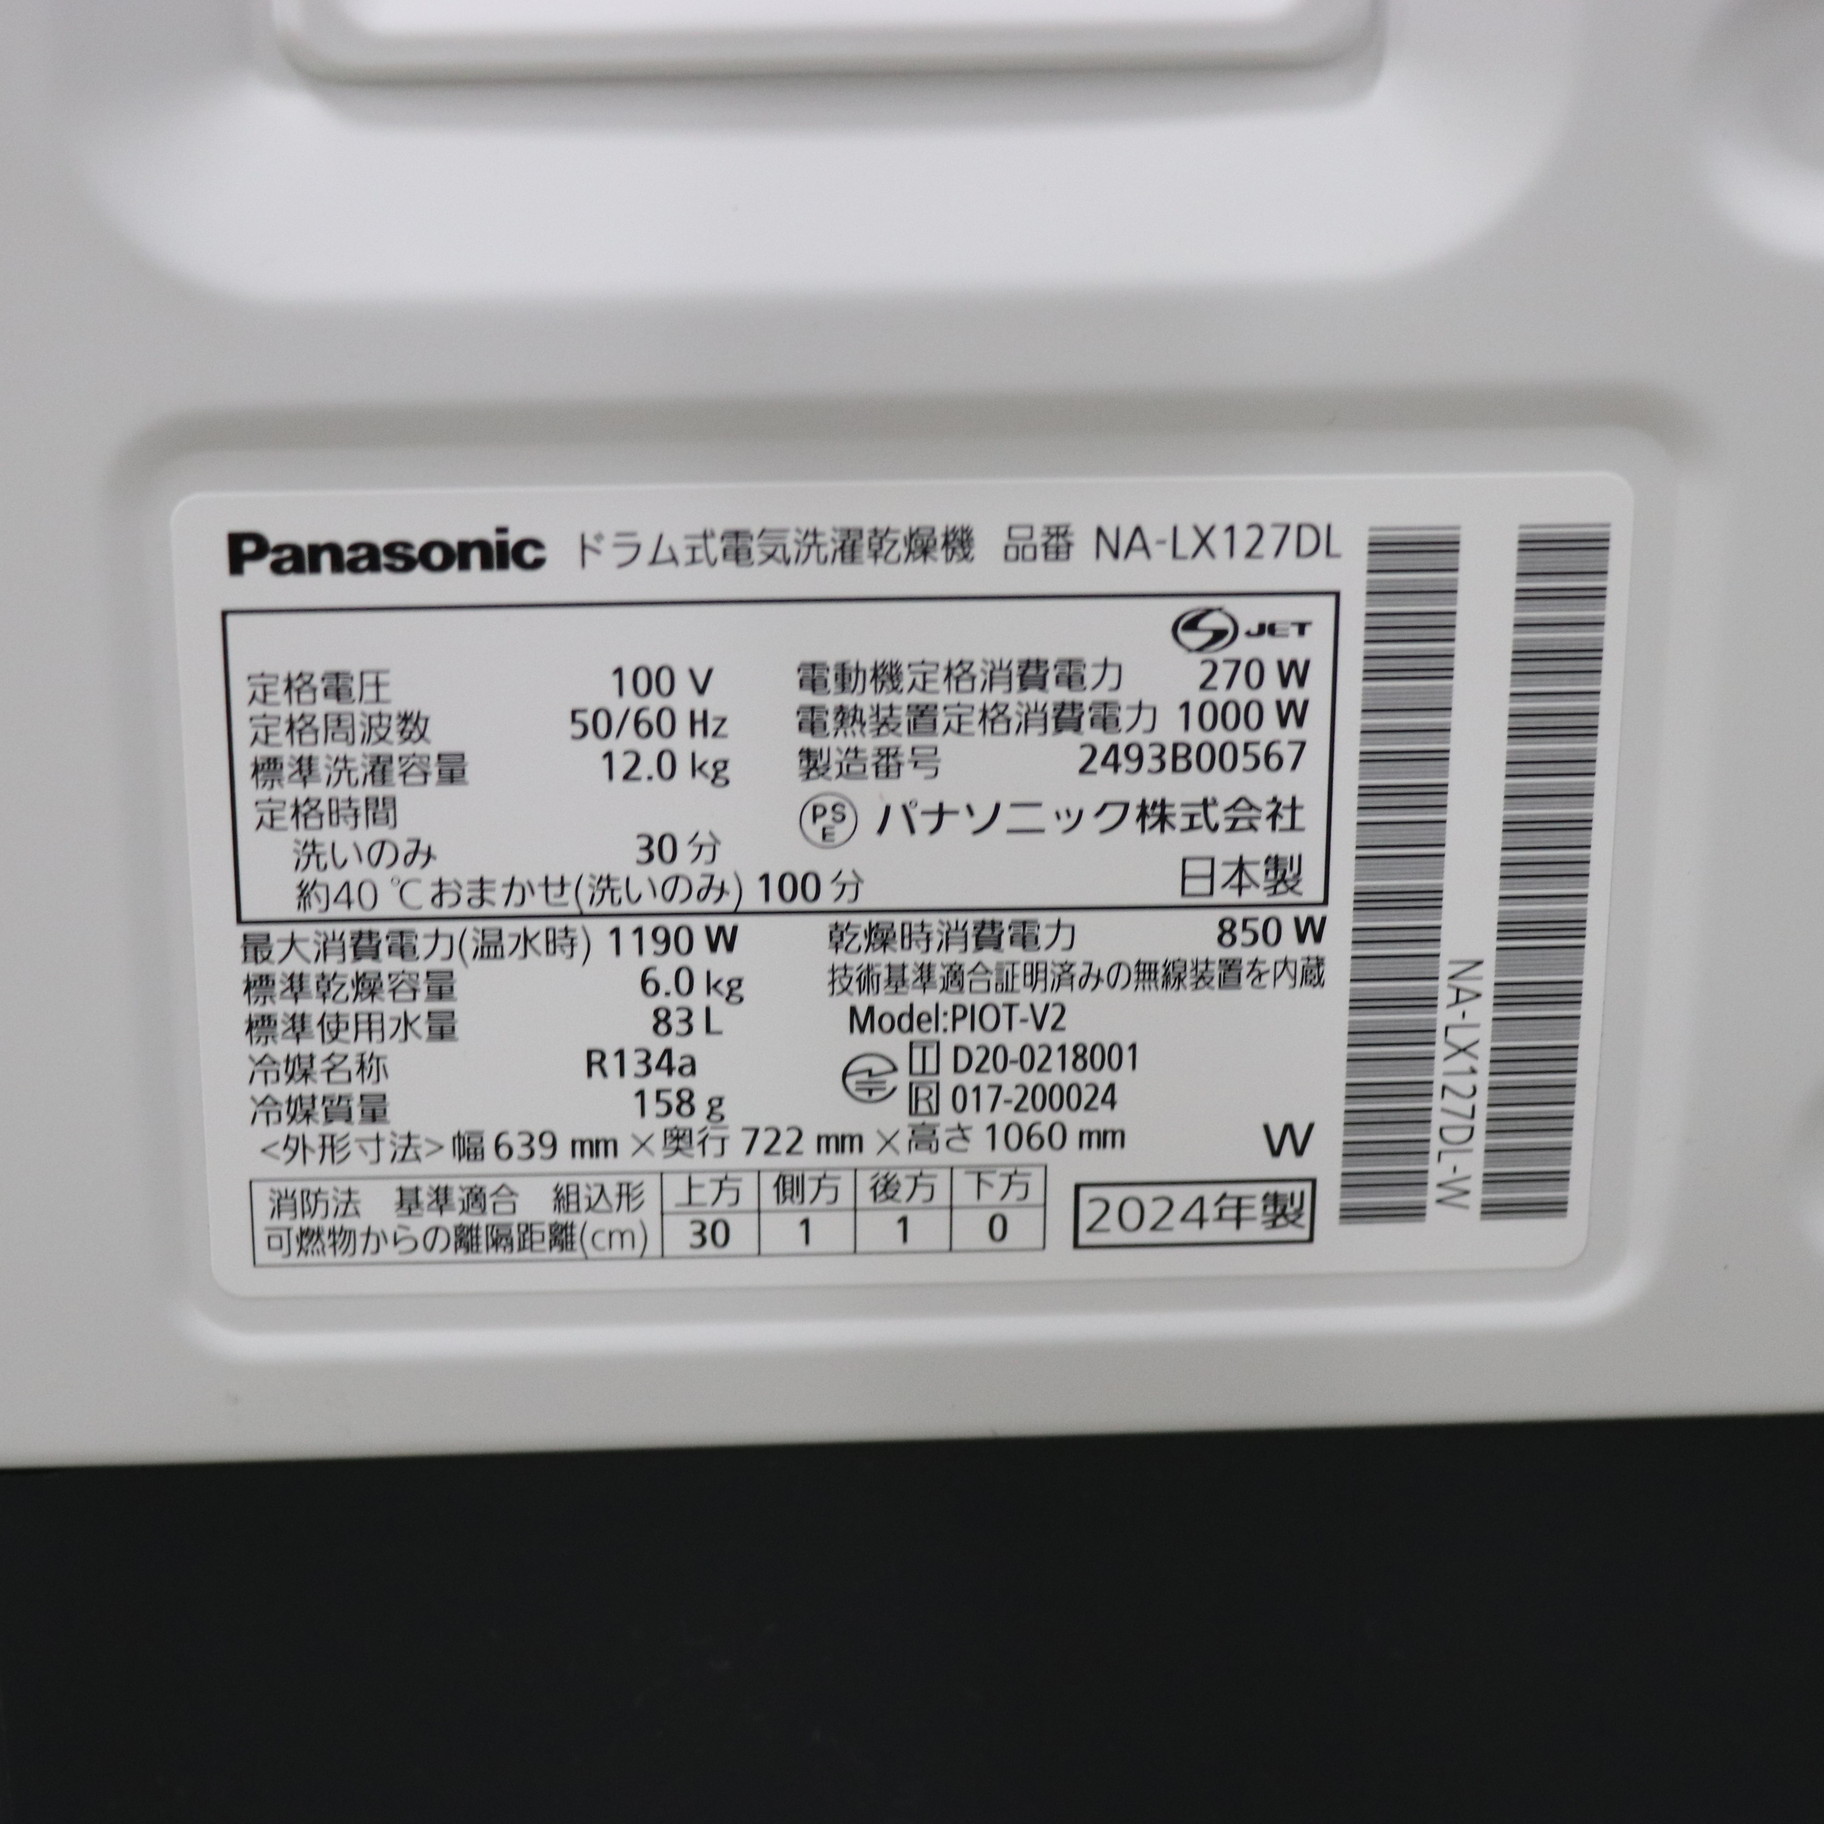 Panasonic ドラム式電気洗濯乾燥機 品番 NA-LX127DL
JET
定格電圧 100 V 電動機定格消費電力 270 W
定格周波数 50/60 Hz 電熱装置定格消費電力 1000 W
標準洗濯容量 12.0 kg 製造番号 2493B00567
定格時間 PSE パナソニック株式会社
洗いのみ 30 分
約40 ℃おまかせ(洗いのみ) 100 分 日本製
最大消費電力(温水時) 1190 W 乾燥時消費電力 850 W
標準乾燥容量 6.0 kg 技術基準適合証明済みの無線装置を内蔵
標準使用水量 83 L Model:PIOT-V2
冷媒名称 R134a T D20-0218001
冷媒質量 158 g R 017-200024
<外形寸法>幅 639 mm×奥行 722 mm×高さ 1060 mm W
消防法 基準適合 組込形 上方 側方 後方 下方
可燃物からの離隔距離(cm) 30 1 1 0
2024年製
NA-LX127DL-W